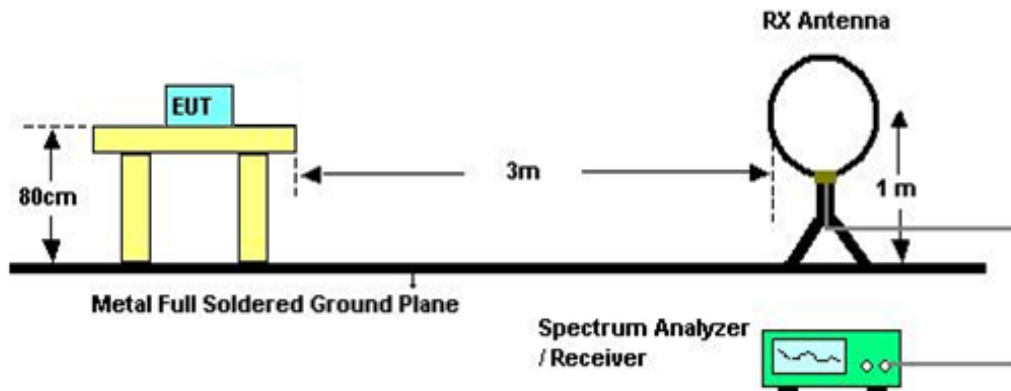 RX Antenna
EUT
80cm
3m
1 m
Metal Full Soldered Ground Plane
Spectrum Analyzer
/ Receiver